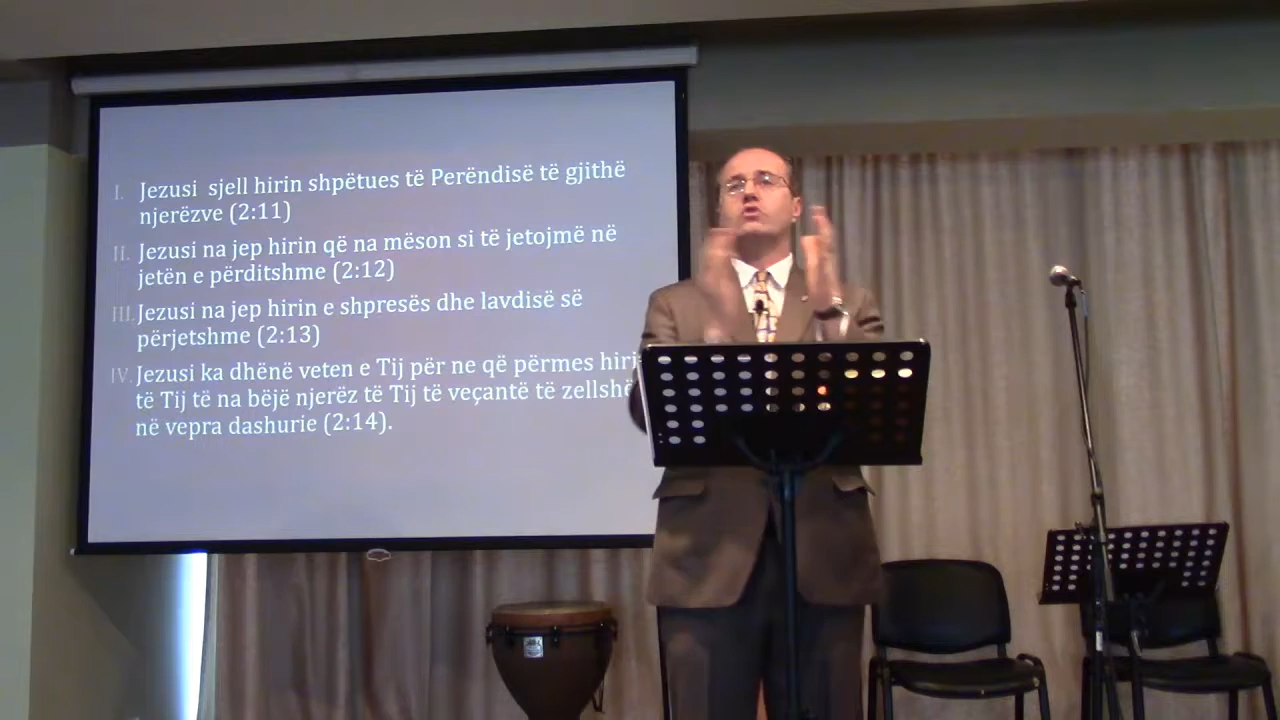 I. Jezusi sjell hirin shpëtues të Perëndisë të gjithë
njerëzve (2:11)
II. Jezusi na jep hirin që na mëson si të jetojmë në
jetën e përditshme (2:12)
III. Jezusi na jep hirin e shpresës dhe lavdisë së
përjetshme (2:13)
IV. Jezusi ka dhënë veten e Tij për ne që përmes hiri
të Tij të na bëjë njerëz të Tij të veçantë të zellshë
në vepra dashurie (2:14).